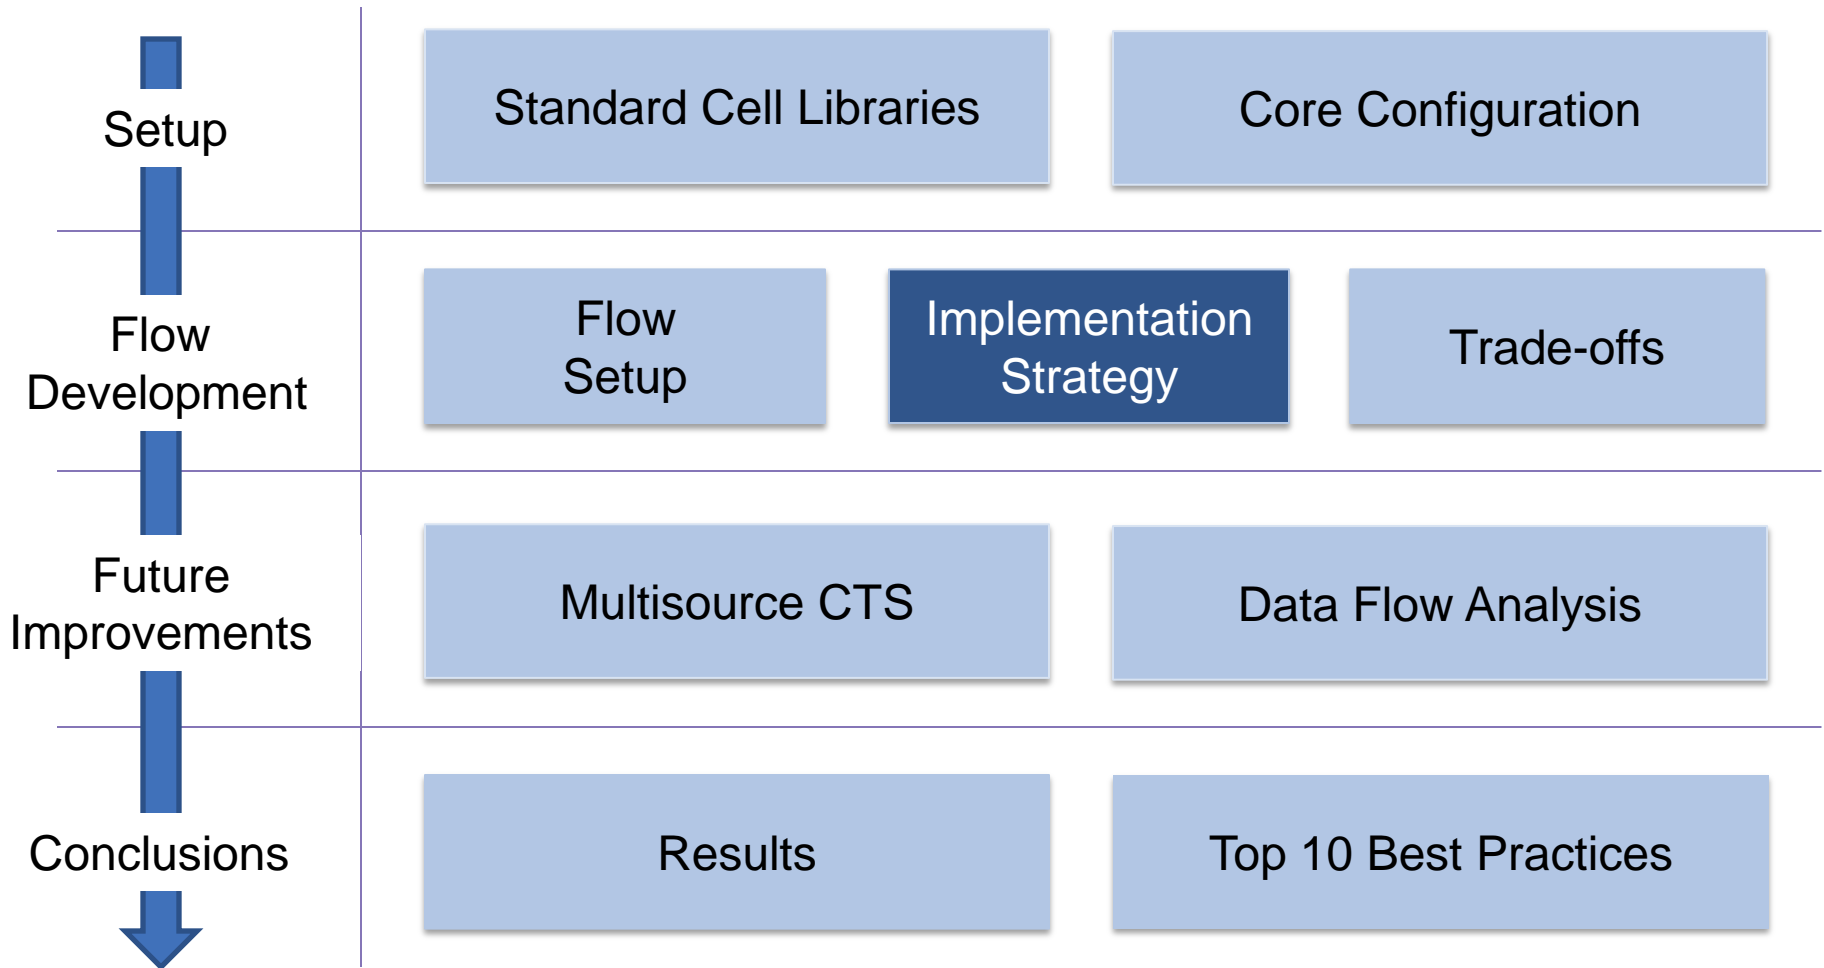 Setup
Standard Cell Libraries
Core Configuration
Flow
Development
Flow
Setup
Implementation
Strategy
Trade-offs
Future
Improvements
Multisource CTS
Data Flow Analysis
Conclusions
Results
Top 10 Best Practices